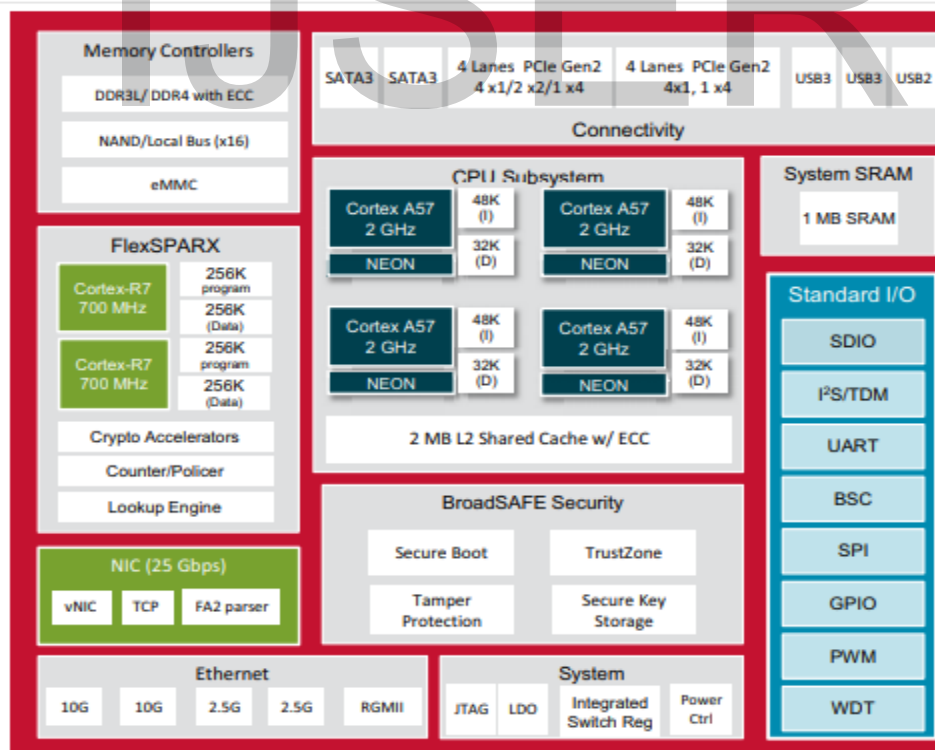 Memory Controllers
DDR3L/ DDR4 with ECC
NAND/Local Bus (x16)
eMMC
SATA3
SATA3
4 Lanes PCIe Gen2
4 x1/2 x2/1 x4
4 Lanes PCIe Gen2
4x1, 1 x4
USB3
USB3
USB2
Connectivity
FlexSPARX
Cortex-R7
700 MHz
256K
program
256K
(Data)
Cortex-R7
700 MHz
256K
program
256K
(Data)
Crypto Accelerators
Counter/Policer
Lookup Engine
CPU Subsystem
Cortex A57
2 GHz
NEON
48K
(I)
32K
(D)
Cortex A57
2 GHz
NEON
48K
(I)
32K
(D)
Cortex A57
2 GHz
NEON
48K
(I)
32K
(D)
Cortex A57
2 GHz
NEON
48K
(I)
32K
(D)
2 MB L2 Shared Cache w/ ECC
System SRAM
1 MB SRAM
Standard I/O
SDIO
I²S/TDM
UART
BSC
SPI
GPIO
PWM
WDT
BroadSAFE Security
Secure Boot
TrustZone
Tamper
Protection
Secure Key
Storage
NIC (25 Gbps)
vNIC
TCP
FA2 parser
Ethernet
10G
10G
2.5G
2.5G
RGMII
System
JTAG
LDO
Integrated
Switch Reg
Power
Ctrl